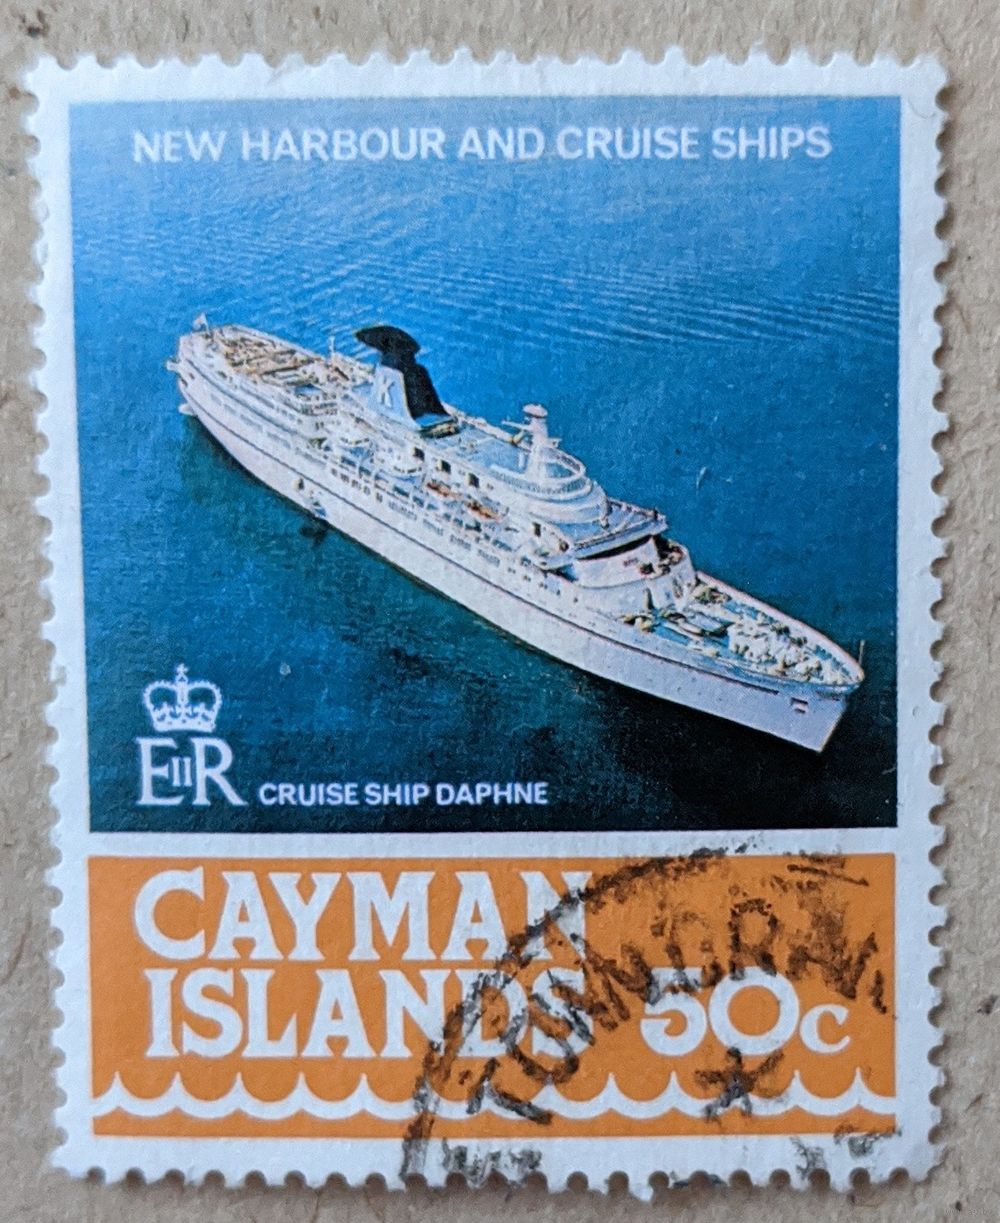 NEW HARBOUR AND CRUISE SHIPS
K
EIIR
CRUISE SHIP DAPHNE
CAYMAN
ISLANDS 50c